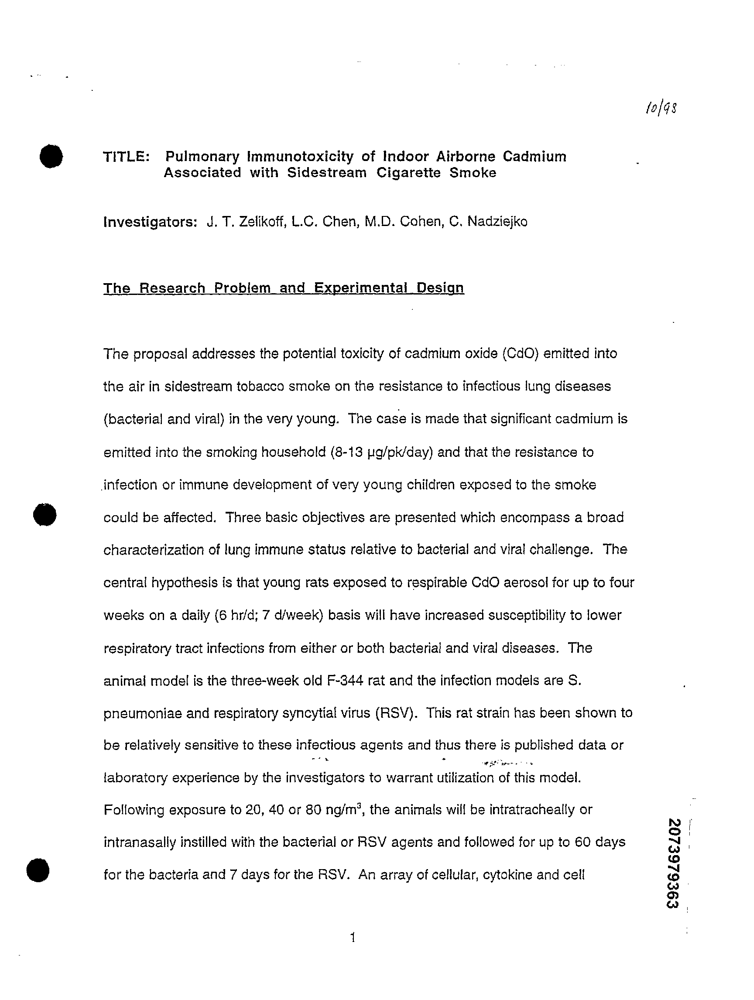 10/98
TITLE: Pulmonary Immunotoxicity of Indoor Airborne Cadmium
Associated with Sidestream Cigarette Smoke
Investigators: J. T. Zelikoff, L.C. Chen, M.D. Cohen, C. Nadziejko
The Research Problem and Experimental Design
The proposal addresses the potential toxicity of cadmium oxide (CdO) emitted into
the air in sidestream tobacco smoke on the resistance to infectious lung diseases
(bacterial and viral) in the very young. The case is made that significant cadmium is
emitted into the smoking household (8-13 µg/pk/day) and that the resistance to
infection or immune development of very young children exposed to the smoke
could be affected. Three basic objectives are presented which encompass a broad
characterization of lung immune status relative to bacterial and viral challenge. The
central hypothesis is that young rats exposed to respirable CdO aerosol for up to four
weeks on a daily (6 hr/d; 7 d/week) basis will have increased susceptibility to lower
respiratory tract infections from either or both bacterial and viral diseases. The
animal model is the three-week old F-344 rat and the infection models are S.
pneumoniae and respiratory syncytial virus (RSV). This rat strain has been shown to
be relatively sensitive to these infectious agents and thus there is published data or
laboratory experience by the investigators to warrant utilization of this model.
Following exposure to 20, 40 or 80 ng/m³, the animals will be intratracheally or
intranasally instilled with the bacterial or RSV agents and followed for up to 60 days
for the bacteria and 7 days for the RSV. An array of cellular, cytokine and cell
2073979363
1